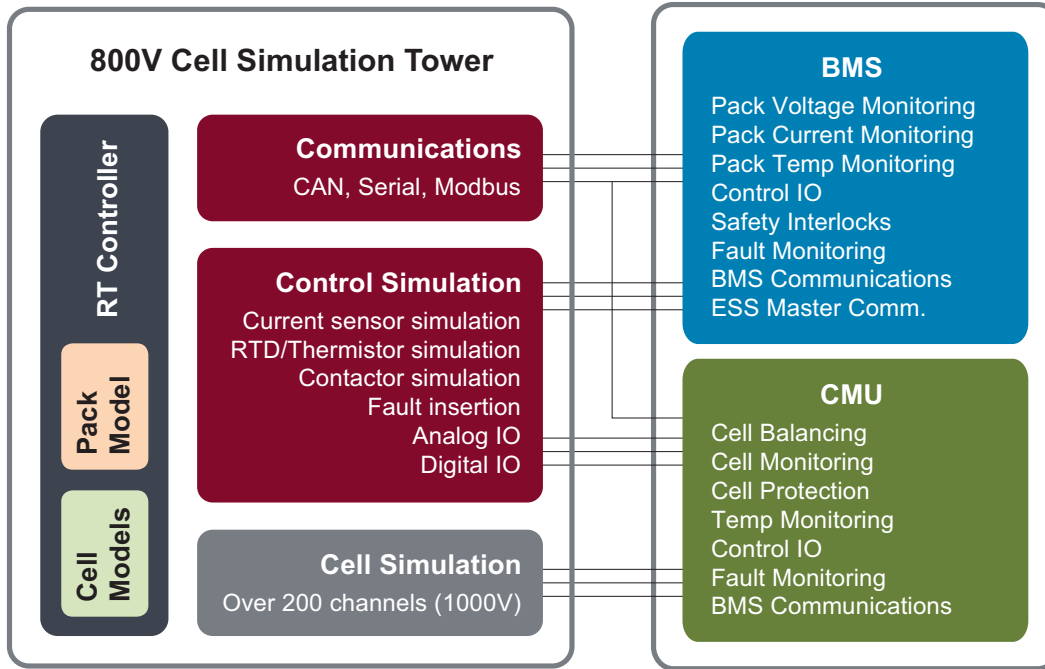 800V Cell Simulation Tower
RT Controller
Pack
Model
Cell
Models
Communications
CAN, Serial, Modbus
Control Simulation
Current sensor simulation
RTD/Thermistor simulation
Contactor simulation
Fault insertion
Analog IO
Digital IO
Cell Simulation
Over 200 channels (1000V)
BMS
Pack Voltage Monitoring
Pack Current Monitoring
Pack Temp Monitoring
Control IO
Safety Interlocks
Fault Monitoring
BMS Communications
ESS Master Comm.
CMU
Cell Balancing
Cell Monitoring
Cell Protection
Temp Monitoring
Control IO
Fault Monitoring
BMS Communications